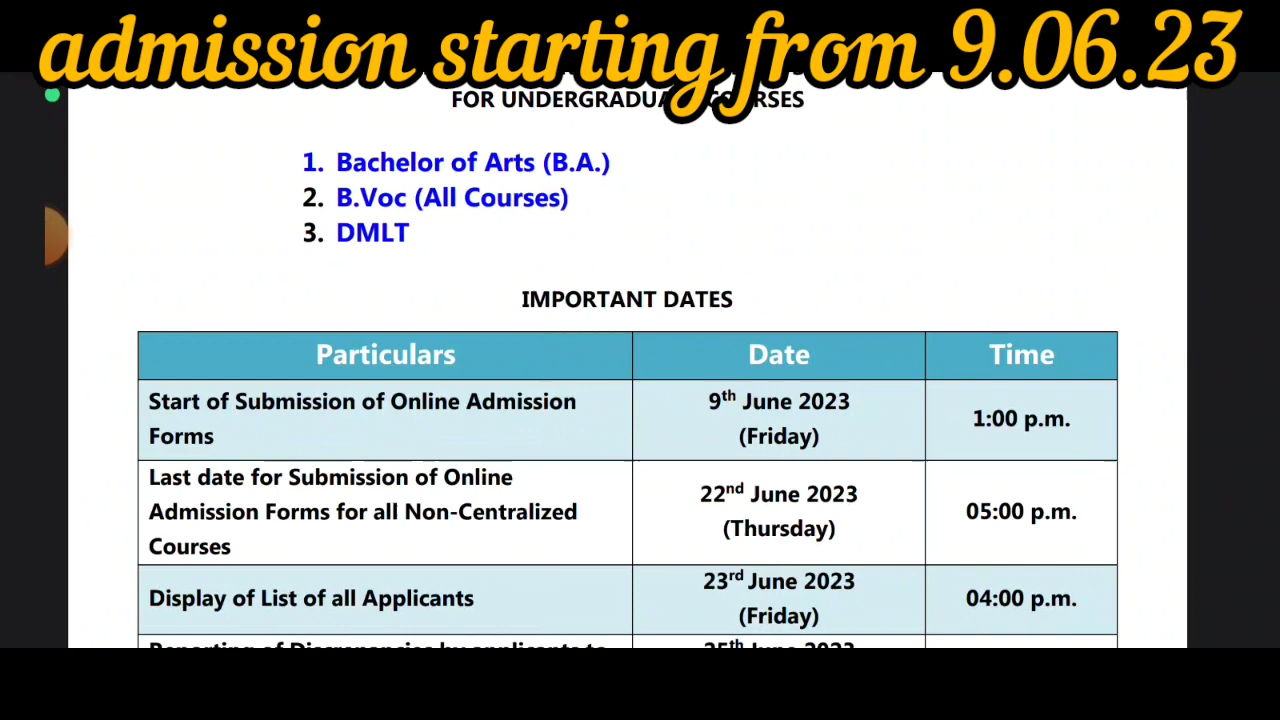 admission starting from 9.06.23
FOR
1. Bachelor of Arts (B.A.)
2. B.Voc (All Courses)
3. DMLT
IMPORTANT DATES
Particulars Date Time
Start of Submission of Online Admission
Forms
9th June 2023
(Friday)
1:00 p.m.
Last date for Submission of Online
Admission Forms for all Non-Centralized
Courses
22nd June 2023
(Thursday)
05:00 p.m.
Display of List of all Applicants
23rd June 2023
(Friday)
04:00 p.m.